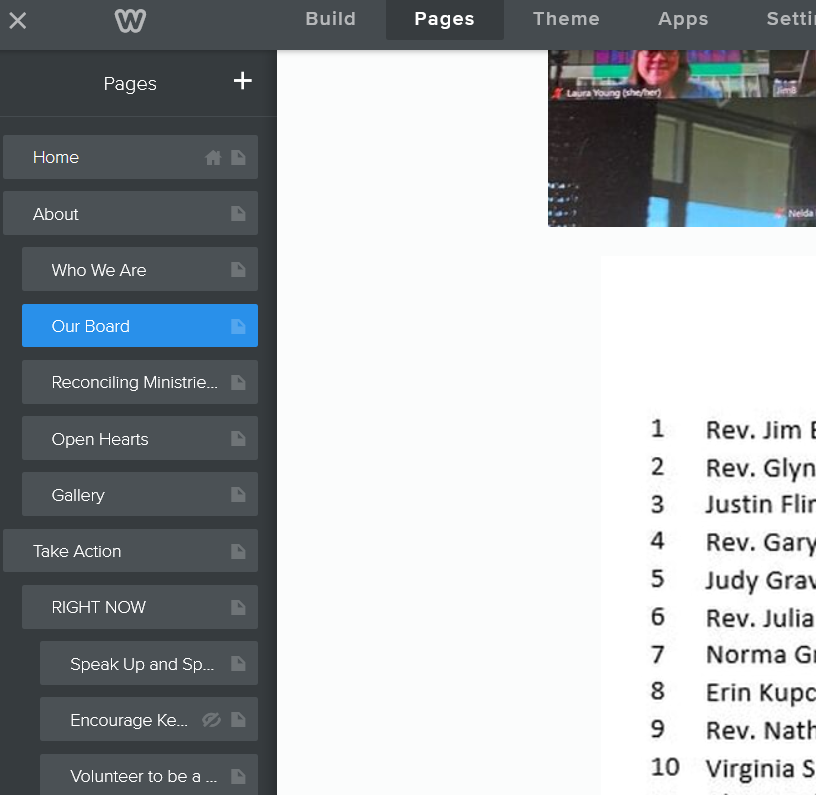 Build Pages Theme Apps Setti
Pages
Home
About
Who We Are
Our Board
Reconciling Ministrie...
Open Hearts
Gallery
Take Action
RIGHT NOW
Speak Up and Sp...
Encourage Ke...
Volunteer to be a ...
Laura Young (she/her)
JimB
Nelda
1 Rev. Jim B
2 Rev. Glyn
3 Justin Flin
4 Rev. Gary
5 Judy Grav
6 Rev. Julia
7 Norma Gr
8 Erin Kupc
9 Rev. Nath
10 Virginia S